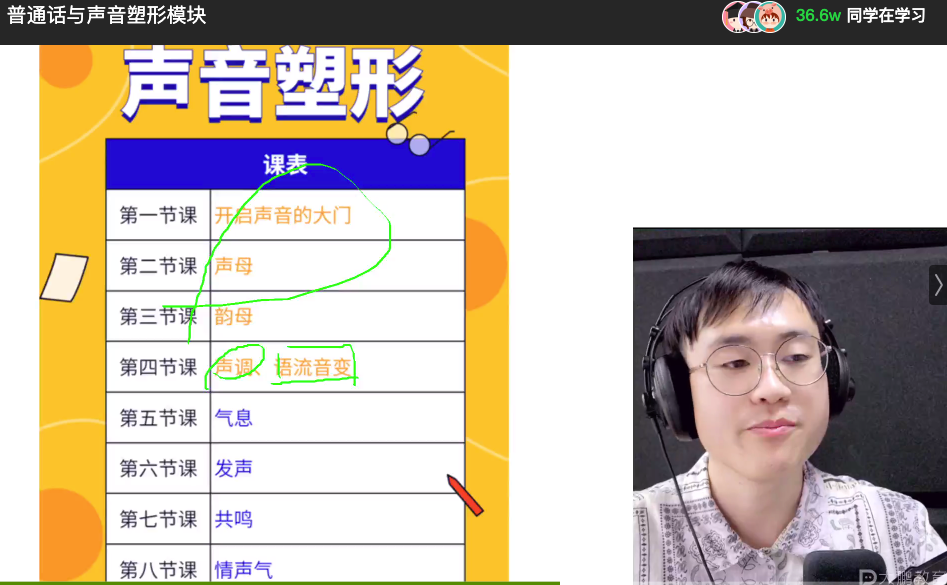 普通话与声音塑形模块
36.6w 同学在学习
声音塑形
课表
第一节课 开启声音的大门
第二节课 声母
第三节课 韵母
第四节课 声调、语流音变
第五节课 气息
第六节课 发声
第七节课 共鸣
第八节课 情声气
大鹏教育